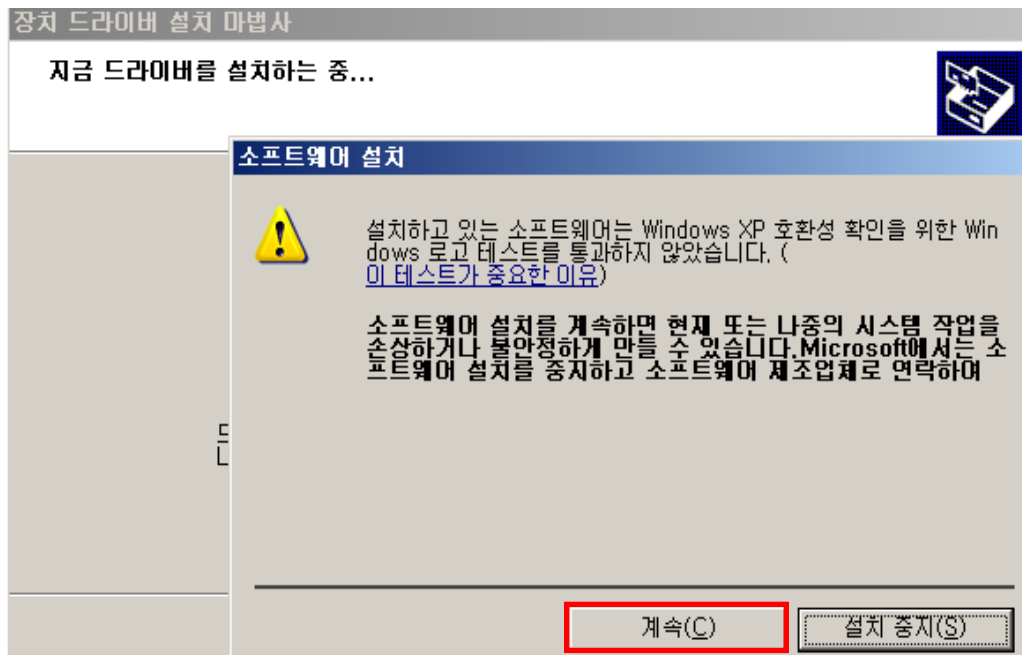 장치 드라이버 설치 마법사
지금 드라이버를 설치하는 중...
소프트웨어 설치
설치하고 있는 소프트웨어는 Windows XP 호환성 확인을 위한 Win
dows 로고 테스트를 통과하지 않았습니다. (
이 테스트가 중요한 이유)
소프트웨어 설치를 계속하면 현재 또는 나중의 시스템 작업을
손상하거나 불안정하게 만들 수 있습니다.Microsoft에서는 소
프트웨어 설치를 중지하고 소프트웨어 제조업체로 연락하여
계속(C)
설치 중지(S)